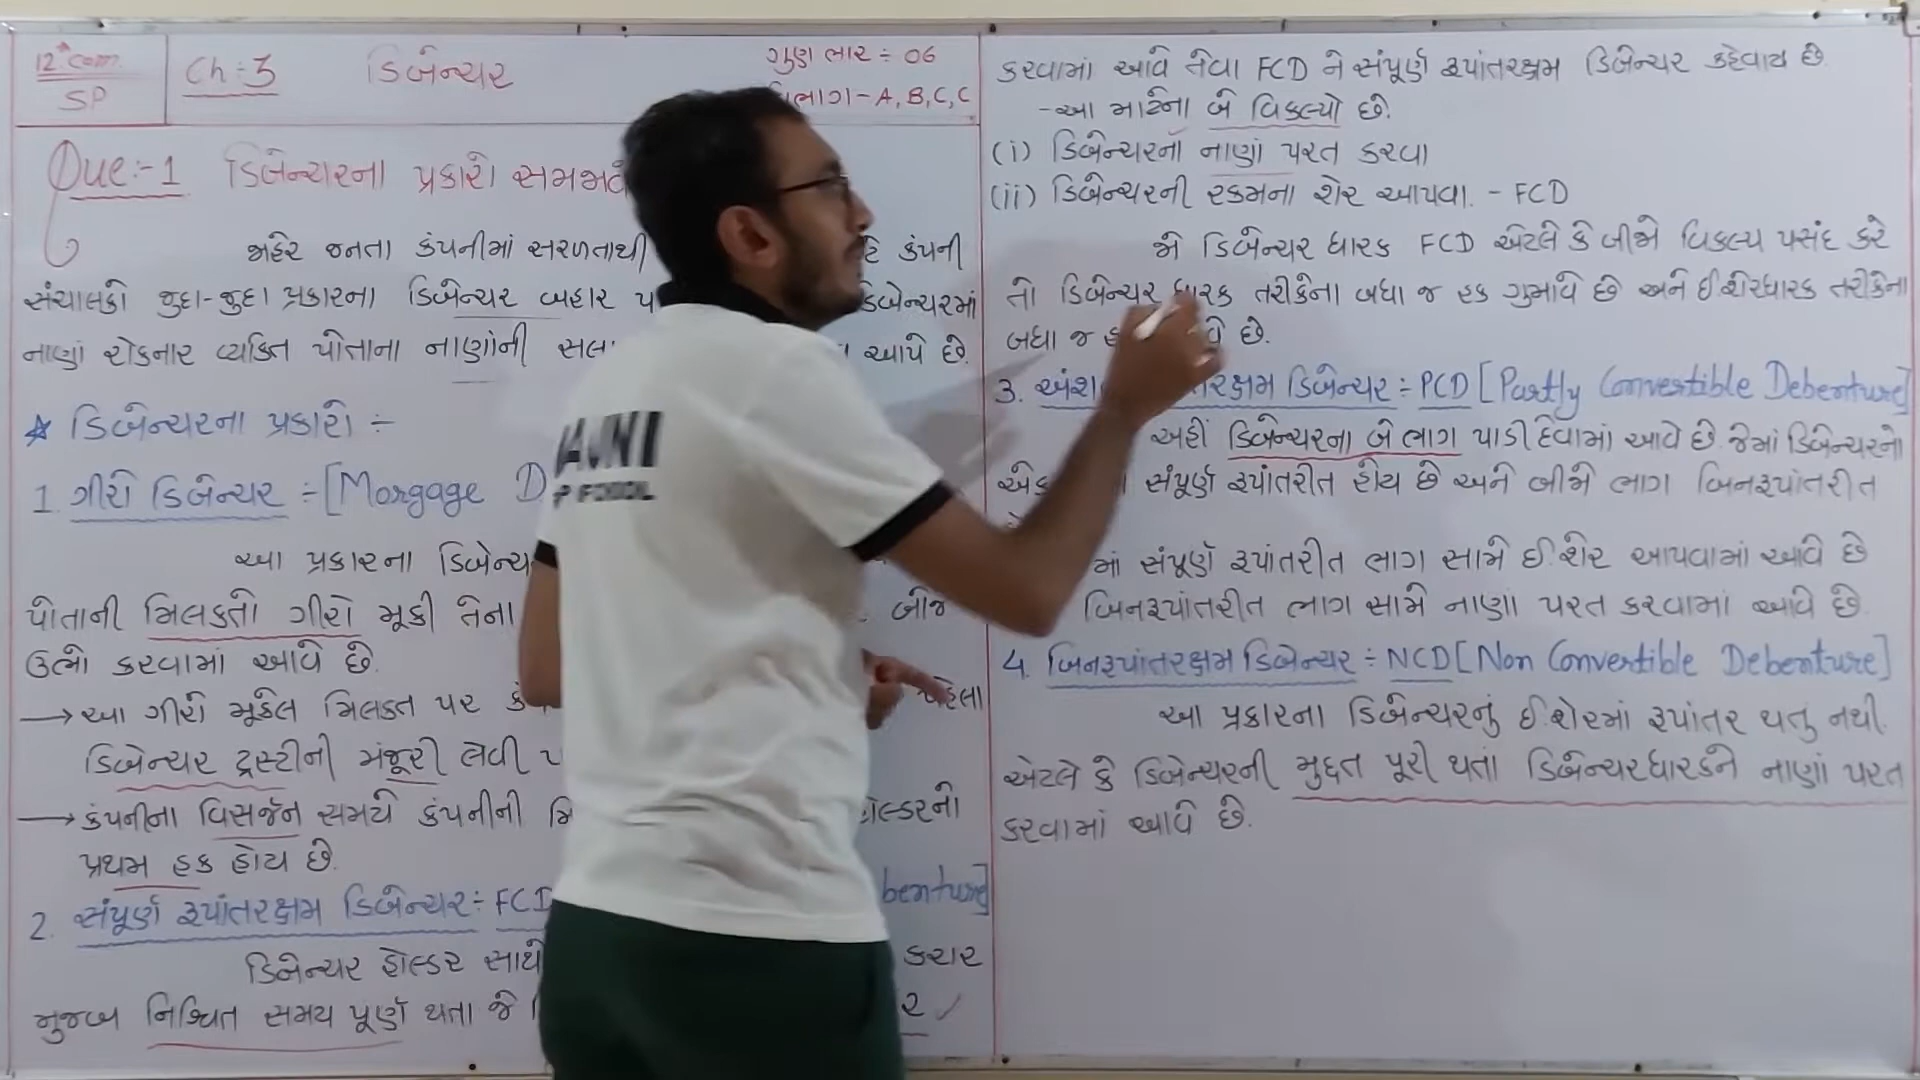 12th com.
SP
Ch:-3 ડિબેન્ચર
ગુણ ભાર :- 06
વિભાગ - A, B, C, C
Que:-1 ડિબેન્ચરના પ્રકારો
જાહેર જનતા કંપનીમાં સરળતાથી કંપની
સંચાલકો જુદા-જુદા પ્રકારના ડિબેન્ચર બહાર ડિબેન્ચરમાં
નાણાં રોકનાર વ્યકિત પોતાના નાણાંની આપે છે.
☆ ડિબેન્ચરના પ્રકારો :-
1. ગીરો ડિબેન્ચર :- [Morgage D
આ પ્રકારના
પોતાની મિલકતો ગીરો મૂકી તેના બોજ
ઉભો કરવામાં આવે છે.
→ આ ગીરો મૂકેલ મિલકત પર પહેલા
ડિબેન્ચર ટ્રસ્ટીની મંજૂરી લેવી
→ કંપનીના વિસર્જન સમયે કંપનીની હોલ્ડરનો
પ્રથમ હક હોય છે.
2. સંપૂર્ણ રૂપાંતરક્ષમ ડિબેન્ચર :- FCD benture]
ડિબેન્ચર હોલ્ડર સાથે કરાર
મુજબ નિશ્ચિત સમય પૂર્ણ થતા જે ર ✓
કરવામાં આવે તેવા FCD ને સંપૂર્ણ રૂપાંતરક્ષમ ડિબેન્ચર કહેવાય છે.
- આ માટેના બે વિકલ્પો છે.
(i) ડિબેન્ચરનાં નાણાં પરત કરવા
(ii) ડિબેન્ચરની રકમના શેર આપવા. - FCD
જો ડિબેન્ચર ધારક FCD એટલે કે બીજો વિકલ્પ પસંદ કરે
તો ડિબેન્ચર ધારક તરીકેના બધા જ હક ગુમાવે છે અને ઈ.શેરધારક તરીકેના
બધા જ છે.
3. ડિબેન્ચર :- PCD [Partly Convertible Debenture]
અહીં ડિબેન્ચરના બે ભાગ પાડી દેવામાં આવે છે. જેમાં ડિબેન્ચરનો
સંપૂર્ણ રૂપાંતરીત હોય છે અને બીજો ભાગ બિનરૂપાંતરીત
સંપૂર્ણ રૂપાંતરીત ભાગ સામે ઈ.શેર આપવામાં આવે છે
બિનરૂપાંતરીત ભાગ સામે નાણાં પરત કરવામાં આવે છે.
4. બિનરૂપાંતરક્ષમ ડિબેન્ચર :- NCD [Non Convertible Debenture]
આ પ્રકારના ડિબેન્ચરનું ઈ.શેરમાં રૂપાંતર થતુ નથી.
એટલે કે ડિબેન્ચરની મુદ્દત પૂરી થતાં ડિબેન્ચરધારકને નાણાં પરત
કરવામાં આવે છે.